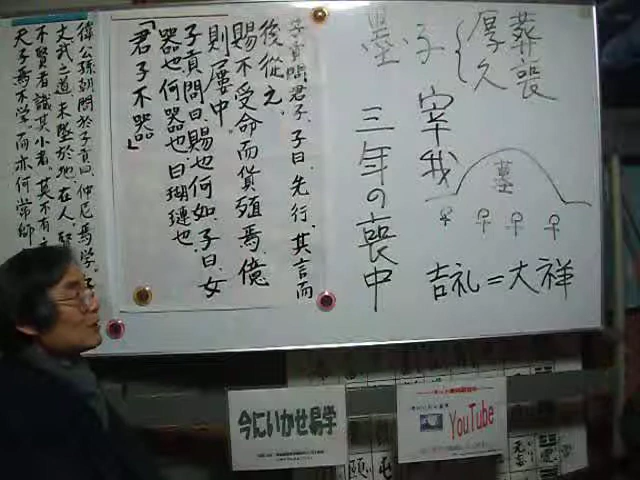 葬喪
厚久
墨子
宰我
三年の喪中
墓
吉礼=大祥
子貢問君子、子曰、先行、其言而
後從之。
賜不受命而貨殖焉、億
則屢中。
子貢問曰、賜也何如、子曰、女
器也、何器也、曰、瑚璉也。
「君子不器」
衛公孫朝問於子貢曰、仲尼焉學、子
文武之道未墜於地在人、賢
不賢者識其小者、莫不有
夫子焉不学、而亦何常師
今にいかせ易学
YouTube